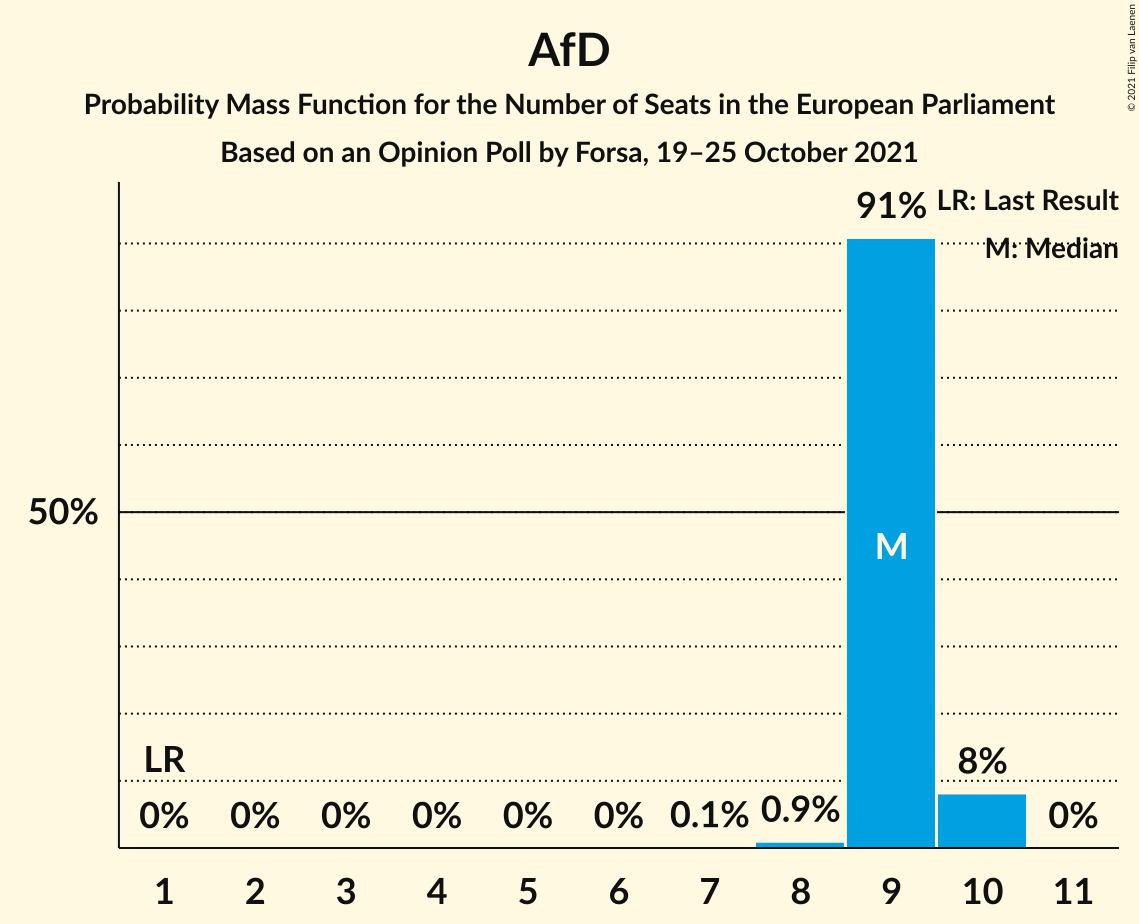 AfD
Probability Mass Function for the Number of Seats in the European Parliament
Based on an Opinion Poll by Forsa, 19–25 October 2021
© 2021 Filip van Laenen
91%
LR: Last Result
M: Median
50%
M
LR
8%
0%
0%
0%
0%
0%
0%
0.1%
0.9%
0%
1
2
3
4
5
6
7
8
9
10
11